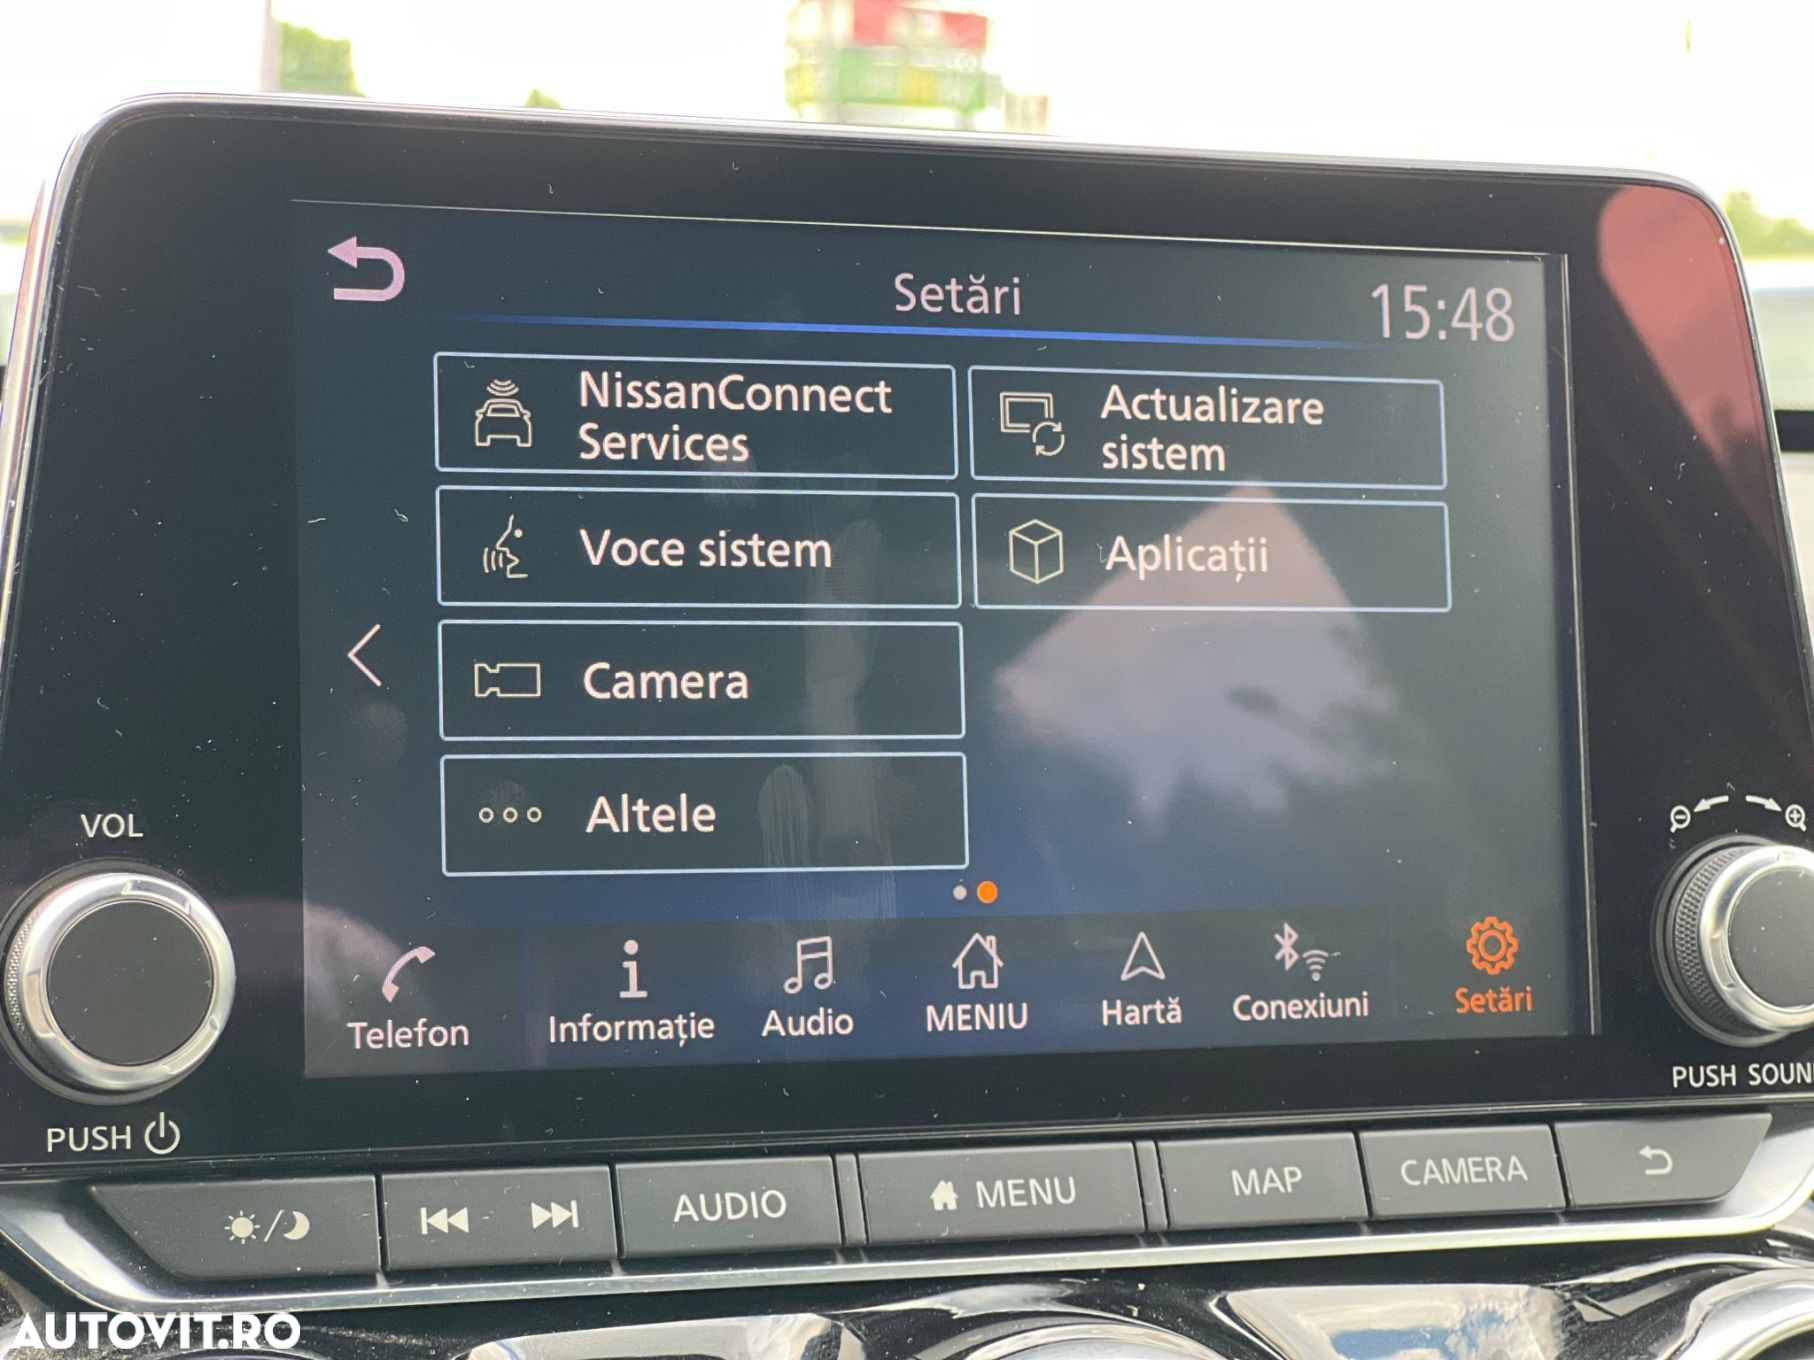 Setări
15:48
NissanConnect
Services
Actualizare
sistem
Voce sistem
Aplicații
Camera
Altele
Telefon
Informație
Audio
MENIU
Hartă
Conexiuni
Setări
VOL
PUSH
PUSH SOUN
AUDIO
MENU
MAP
CAMERA
AUTOVIT.RO